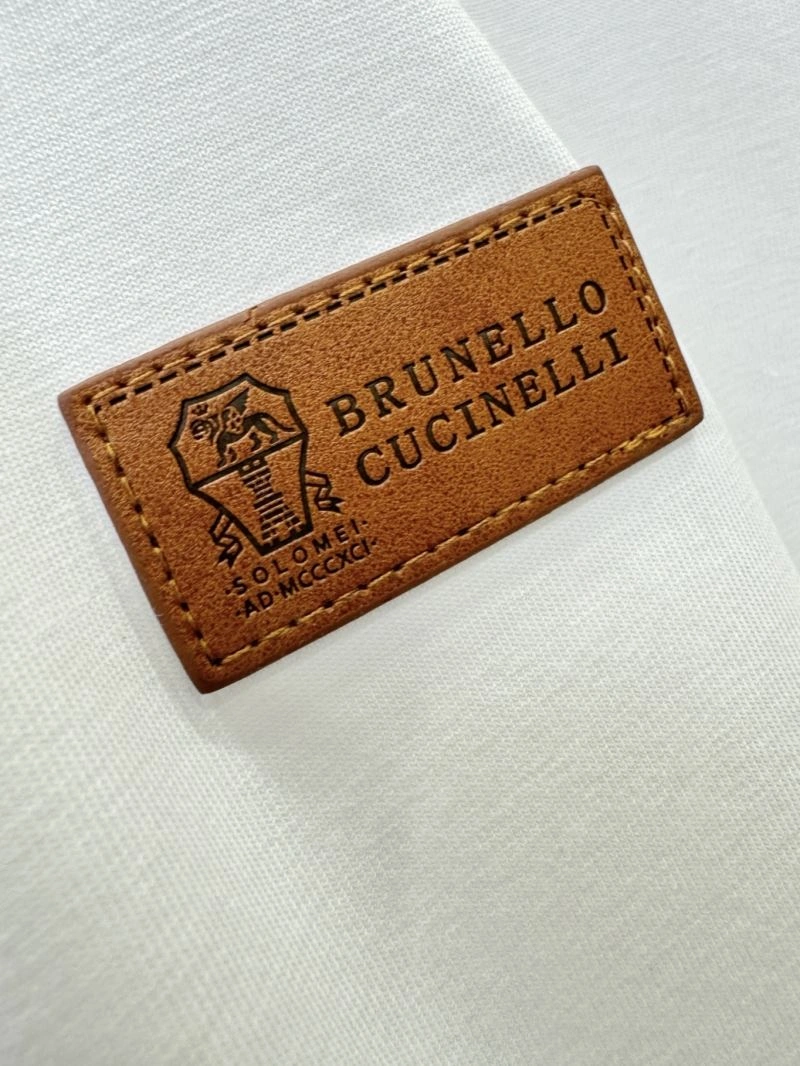 BRUNELLO
CUCINELLI
·SOLOMEI·
·AD·MCCCXCI·